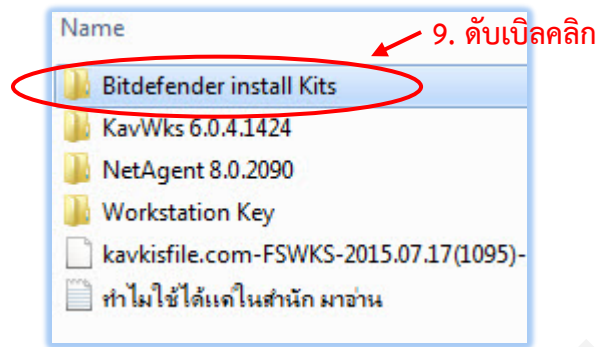 Name
9. ดับเบิลคลิก
Bitdefender install Kits
KavWks 6.0.4.1424
NetAgent 8.0.2090
Workstation Key
kavkisfile.com-FSWKS-2015.07.17(1095)-
ทำไมใช้ได้แต่ในสำนัก มาอ่าน